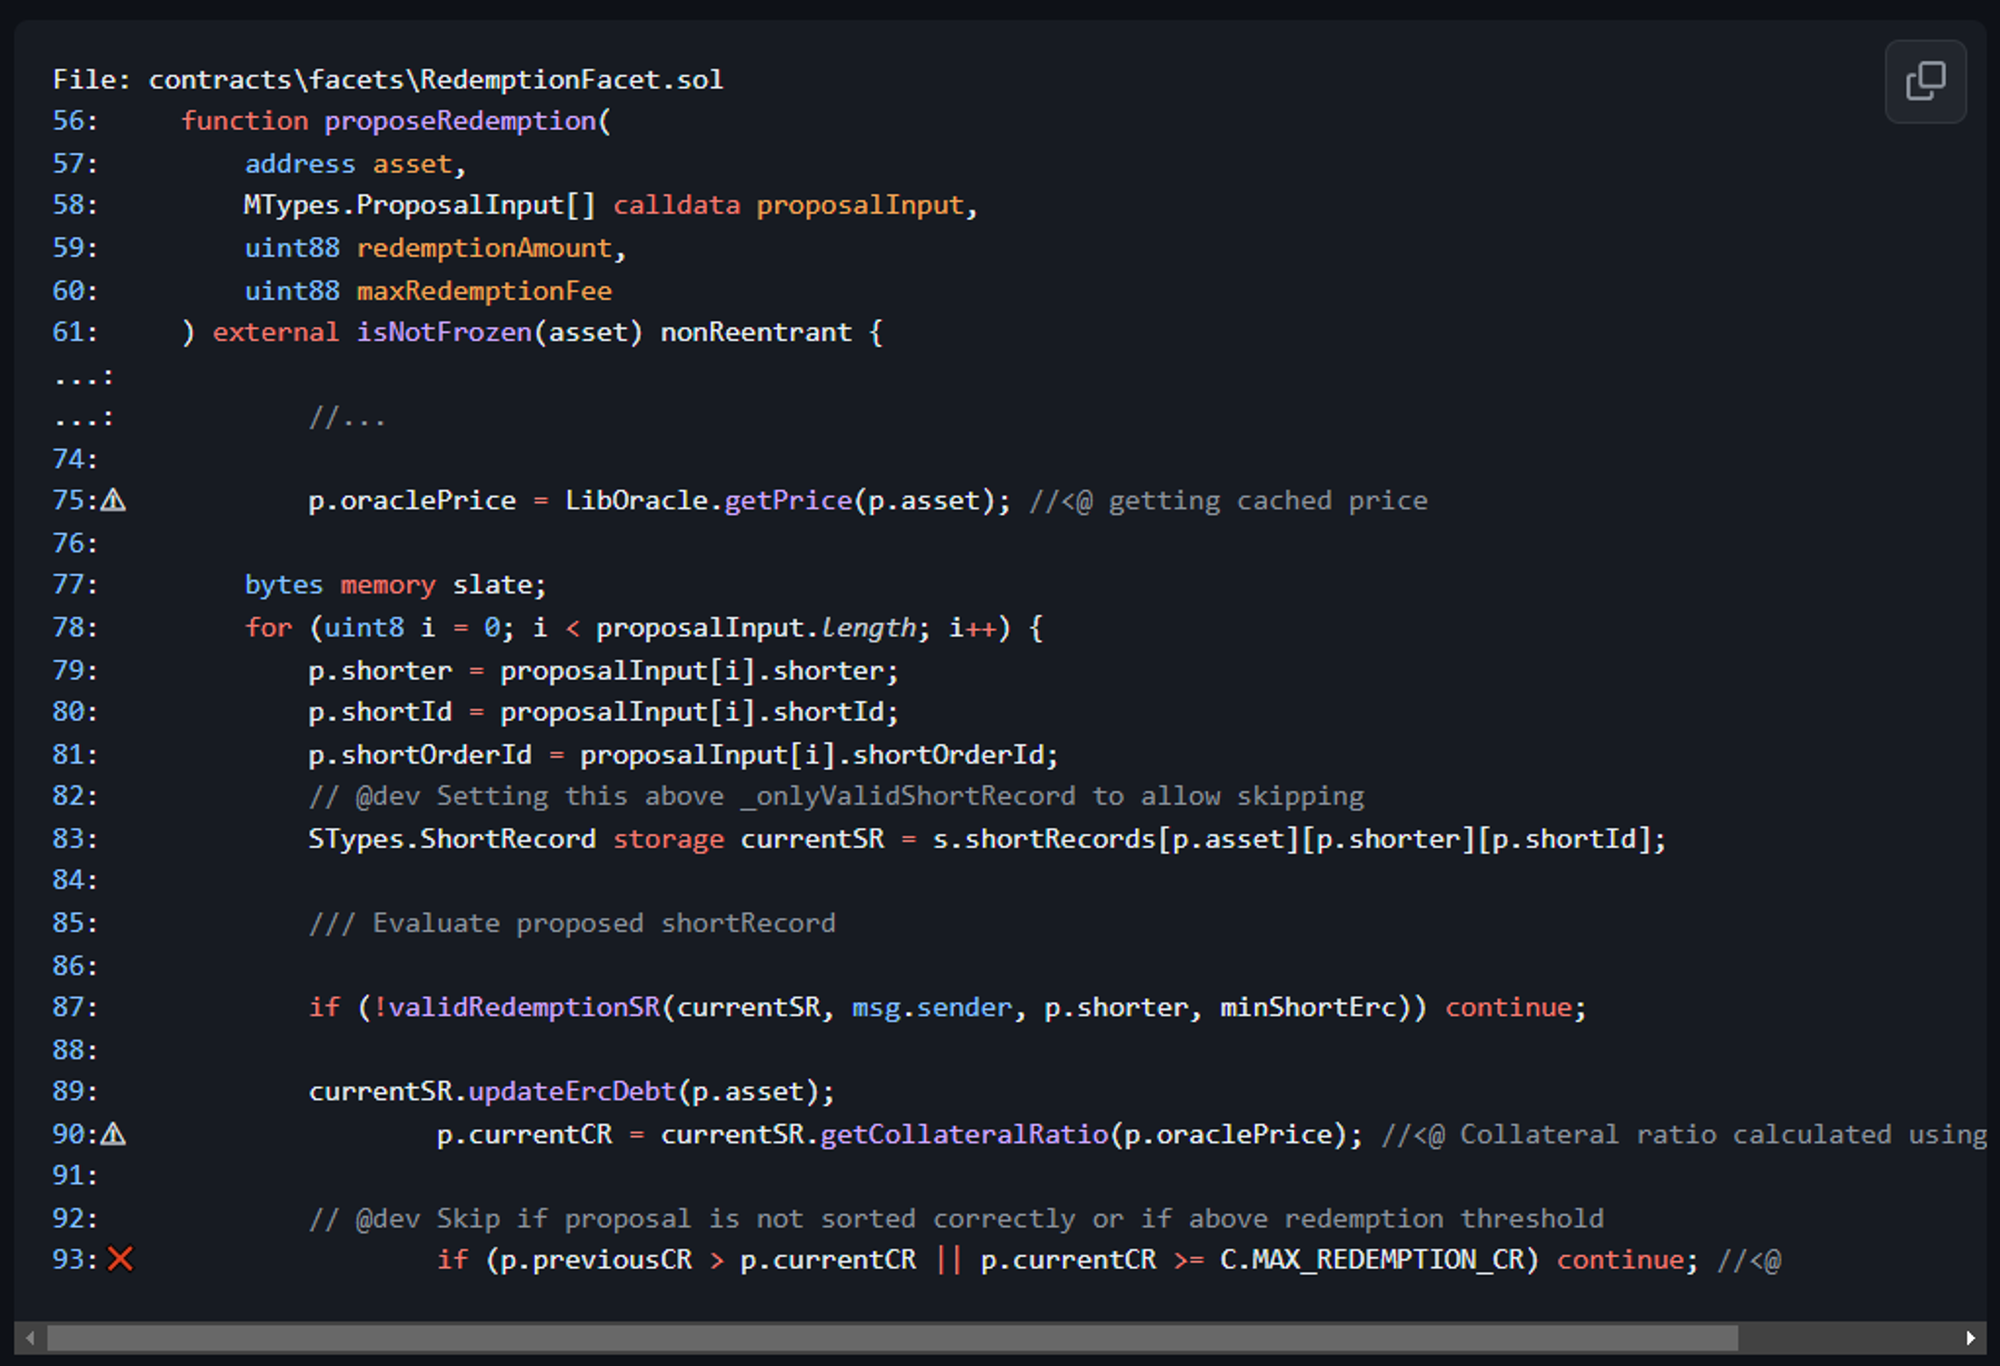 File: contracts\facets\RedemptionFacet.sol
56:     function proposeRedemption(
57:         address asset,
58:         MTypes.ProposalInput[] calldata proposalInput,
59:         uint88 redemptionAmount,
60:         uint88 maxRedemptionFee
61:     ) external isNotFrozen(asset) nonReentrant {
...:
...:            //...
74:
75:⚠️            p.oraclePrice = LibOracle.getPrice(p.asset); //<@ getting cached price
76:
77:         bytes memory slate;
78:         for (uint8 i = 0; i < proposalInput.length; i++) {
79:             p.shorter = proposalInput[i].shorter;
80:             p.shortId = proposalInput[i].shortId;
81:             p.shortOrderId = proposalInput[i].shortOrderId;
82:             // @dev Setting this above _onlyValidShortRecord to allow skipping
83:             STypes.ShortRecord storage currentSR = s.shortRecords[p.asset][p.shorter][p.shortId];
84:
85:             /// Evaluate proposed shortRecord
86:
87:             if (!validRedemptionSR(currentSR, msg.sender, p.shorter, minShortErc)) continue;
88:
89:             currentSR.updateErcDebt(p.asset);
90:⚠️                    p.currentCR = currentSR.getCollateralRatio(p.oraclePrice); //<@ Collateral ratio calculated using
91:
92:             // @dev Skip if proposal is not sorted correctly or if above redemption threshold
93:❌                   if (p.previousCR > p.currentCR || p.currentCR >= C.MAX_REDEMPTION_CR) continue; //<@